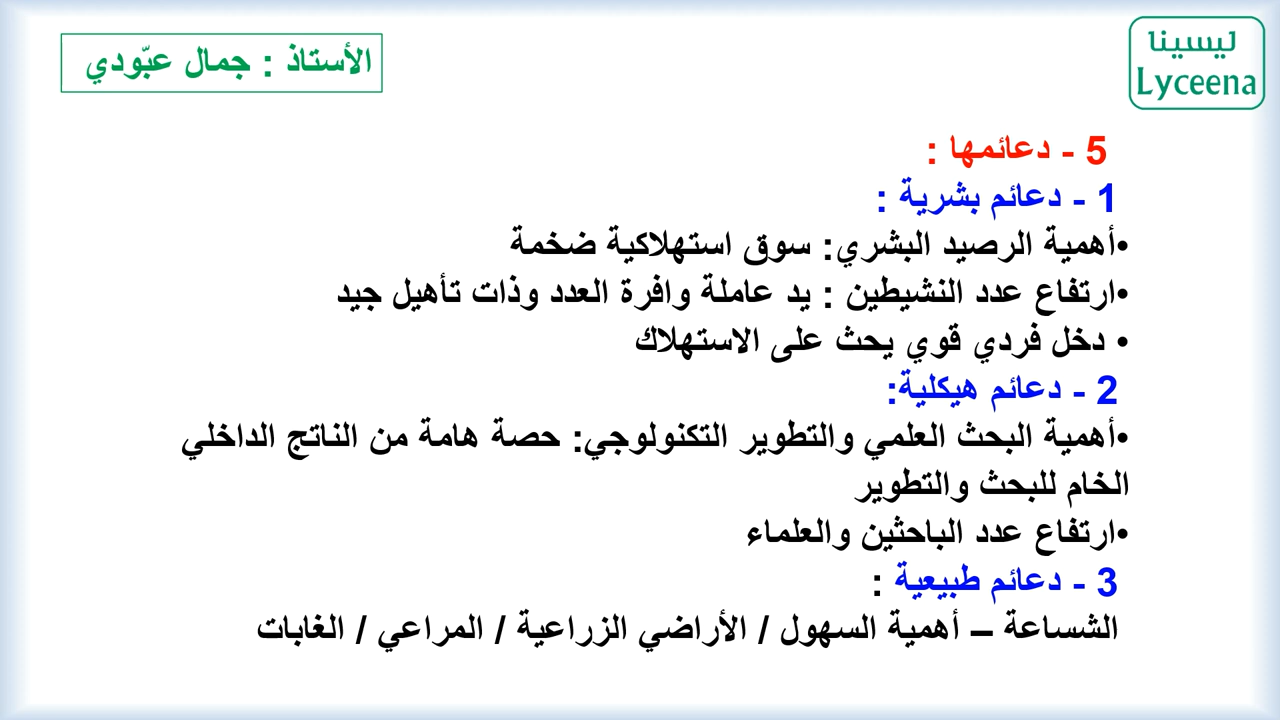 الأستاذ : جمال عبّودي
ليسينا
Lyceena
5 - دعائمها :
1 - دعائم بشرية :
•أهمية الرصيد البشري: سوق استهلاكية ضخمة
•ارتفاع عدد النشيطين : يد عاملة وافرة العدد وذات تأهيل جيد
• دخل فردي قوي يحث على الاستهلاك
2 - دعائم هيكلية:
•أهمية البحث العلمي والتطوير التكنولوجي: حصة هامة من الناتج الداخلي
الخام للبحث والتطوير
•ارتفاع عدد الباحثين والعلماء
3 - دعائم طبيعية :
الشساعة – أهمية السهول / الأراضي الزراعية / المراعي / الغابات